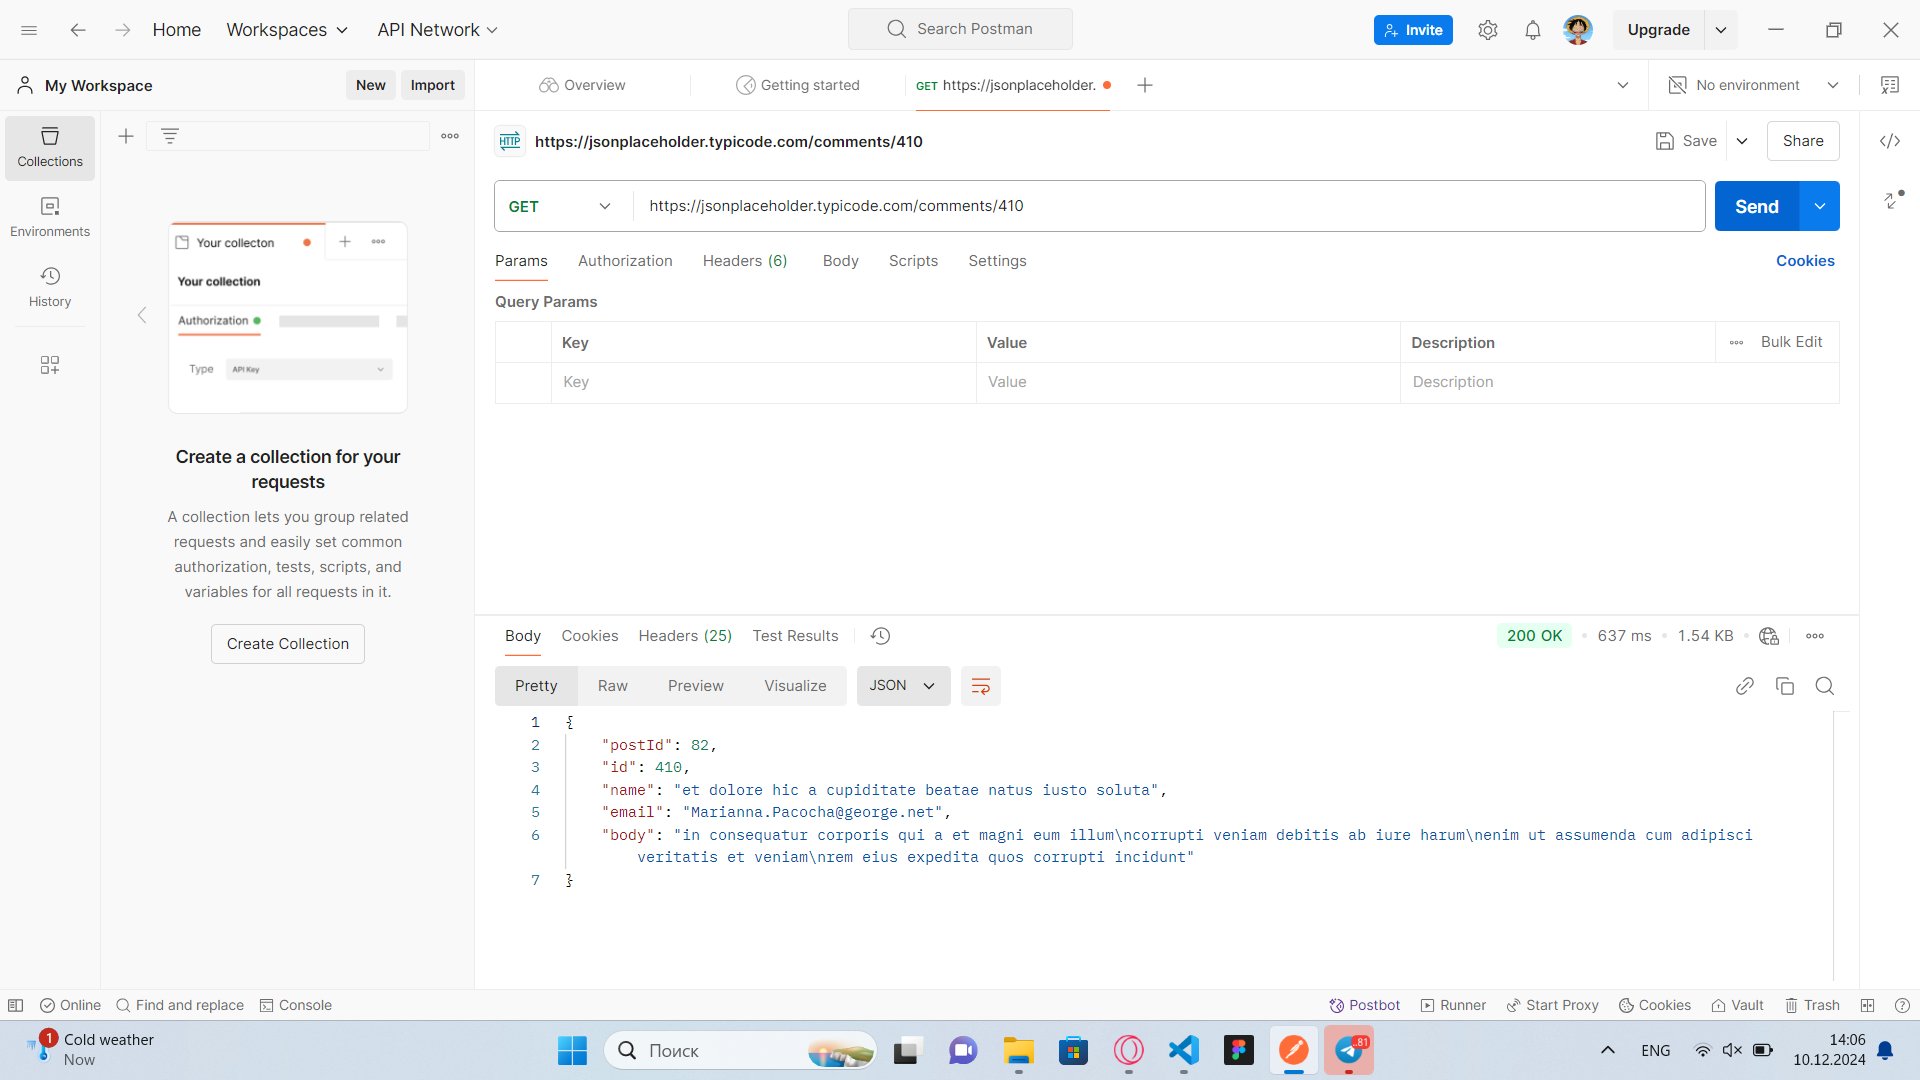 Home
Workspaces
API Network
Search Postman
Invite
Upgrade
My Workspace
New
Import
Overview
Getting started
GET https://jsonplaceholder.
No environment
Collections
Environments
History
HTTP https://jsonplaceholder.typicode.com/comments/410
Save
Share
GET
https://jsonplaceholder.typicode.com/comments/410
Send
Params
Authorization
Headers (6)
Body
Scripts
Settings
Cookies
Query Params
Key
Value
Description
Bulk Edit
Key
Value
Description
Your collecton
Your collection
Authorization
Type
API Key
Create a collection for your
requests
A collection lets you group related
requests and easily set common
authorization, tests, scripts, and
variables for all requests in it.
Create Collection
Body
Cookies
Headers (25)
Test Results
200 OK
637 ms
1.54 KB
Pretty
Raw
Preview
Visualize
JSON
1 {
2 "postId": 82,
3 "id": 410,
4 "name": "et dolore hic a cupiditate beatae natus iusto soluta",
5 "email": "Marianna.Pacocha@george.net",
6 "body": "in consequatur corporis qui a et magni eum illum\ncorrupti veniam debitis ab iure harum\nenim ut assumenda cum adipisci
veritatis et veniam\nrem eius expedita quos corrupti incidunt"
7 }
Online
Find and replace
Console
Postbot
Runner
Start Proxy
Cookies
Vault
Trash
1
Cold weather
Now
Поиск
81
ENG
14:06
10.12.2024